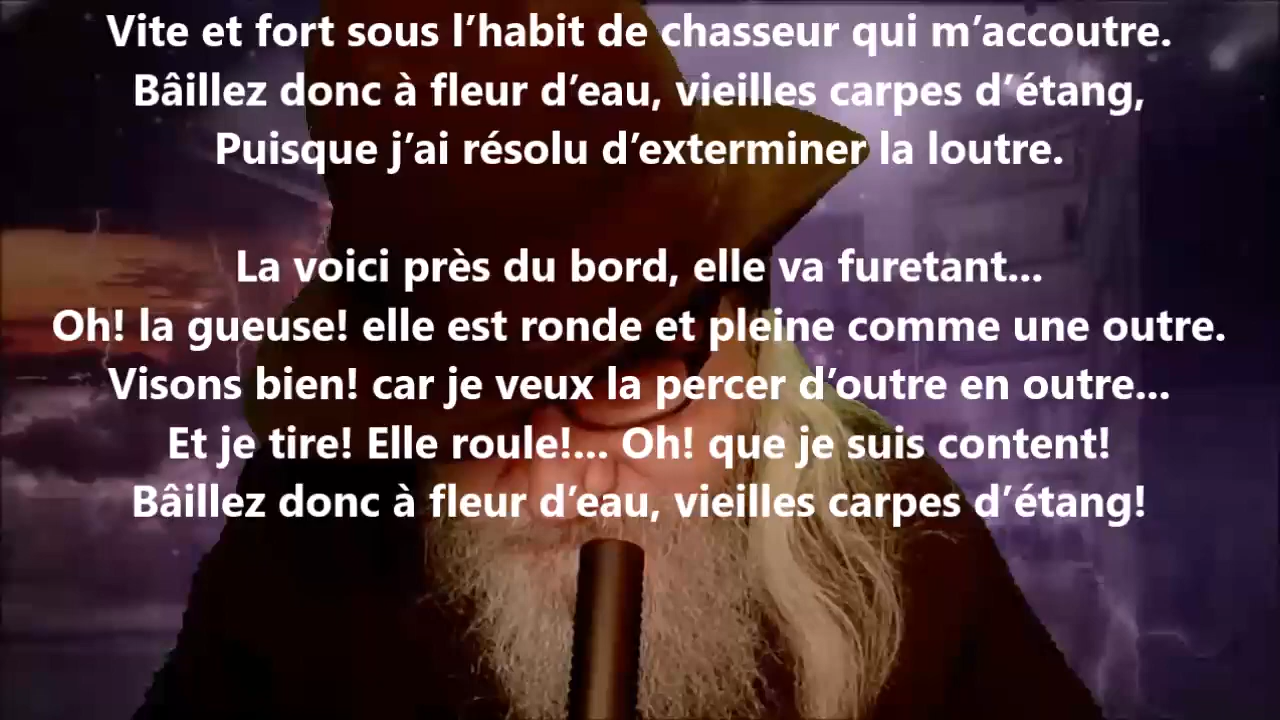 Vite et fort sous l’habit de chasseur qui m’accoutre.
Bâillez donc à fleur d’eau, vieilles carpes d’étang,
Puisque j’ai résolu d’exterminer la loutre.
La voici près du bord, elle va furetant...
Oh! la gueuse! elle est ronde et pleine comme une outre.
Visons bien! car je veux la percer d’outre en outre...
Et je tire! Elle roule!... Oh! que je suis content!
Bâillez donc à fleur d’eau, vieilles carpes d’étang!